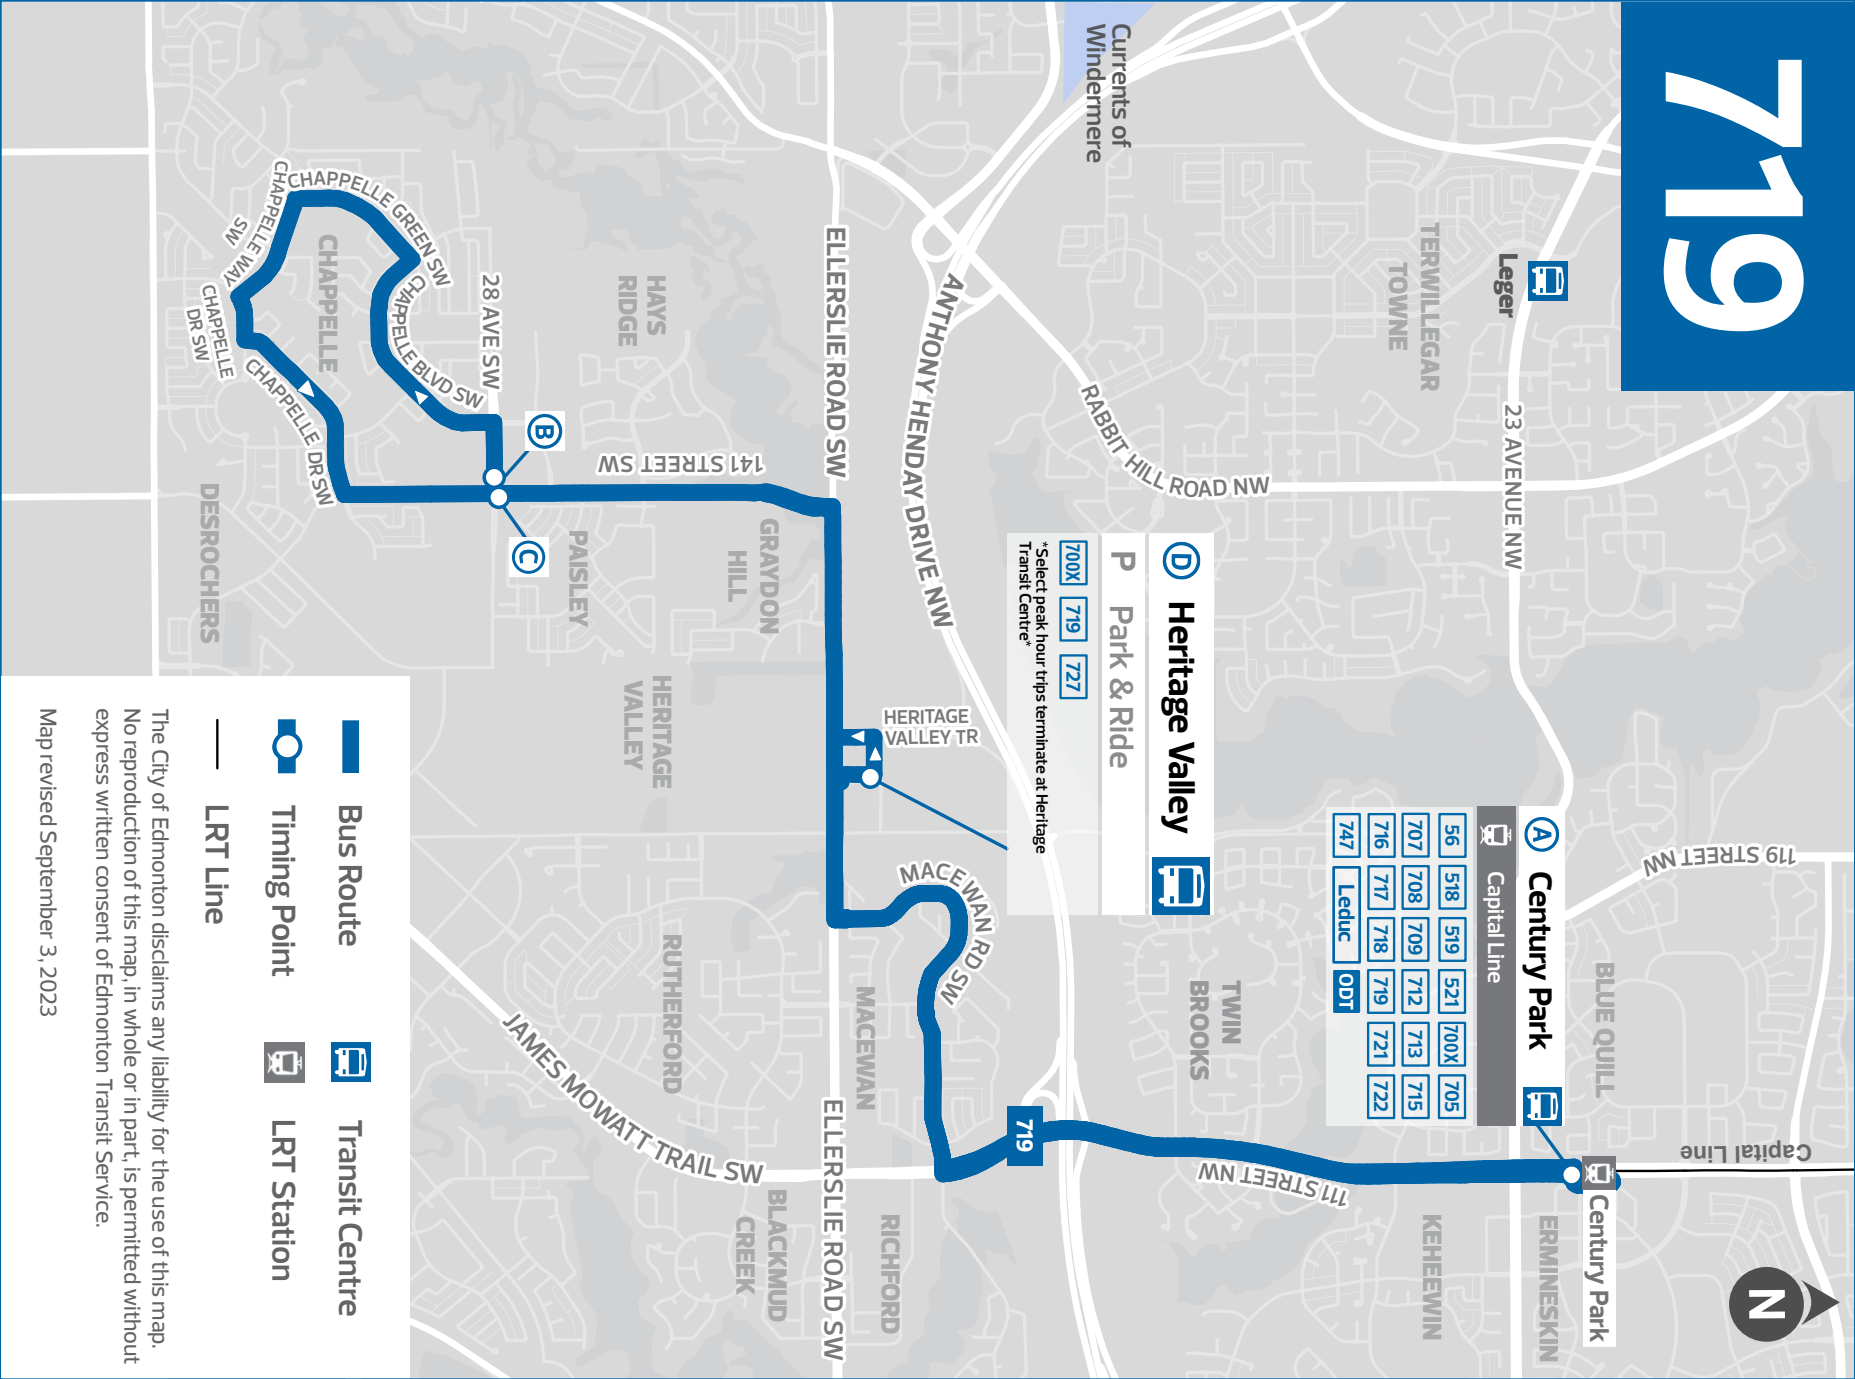 719
Currents of
Windermere
Leger
TERWILLEGAR
TOWNE
23 AVENUE NW
RABBIT HILL ROAD NW
ANTHONY HENDAY DRIVE NW
ELLERSLIE ROAD SW
HAYS
RIDGE
28 AVE SW
CHAPPELLE GREEN SW
CHAPPELLE WAY
SW
CHAPPELLE
CHAPPELLE BLVD SW
CHAPPELLE
DR SW
CHAPPELLE DR SW
B
C
141 STREET SW
DESROCHERS
PAISLEY
GRAYDON
HILL
HERITAGE
VALLEY
HERITAGE
VALLEY TR
D Heritage Valley
P Park & Ride
700X 719 727
*Select peak hour trips terminate at Heritage
Transit Centre*
119 STREET NW
A Century Park
Capital Line
56 518 519 521 700X 705
707 708 709 712 713 715
716 717 718 719 721 722
747 Leduc ODT
BLUE QUILL
TWIN
BROOKS
MACEWAN RD SW
MACEWAN
RUTHERFORD
JAMES MOWATT TRAIL SW
719
111 STREET NW
Capital Line
Century Park
ERMINESKIN
KEHEEWIN
RICHFORD
BLACKMUD
CREEK
ELLERSLIE ROAD SW
N
Bus Route
Transit Centre
Timing Point
LRT Station
LRT Line
The City of Edmonton disclaims any liability for the use of this map.
No reproduction of this map, in whole or in part, is permitted without
express written consent of Edmonton Transit Service.
Map revised September 3, 2023